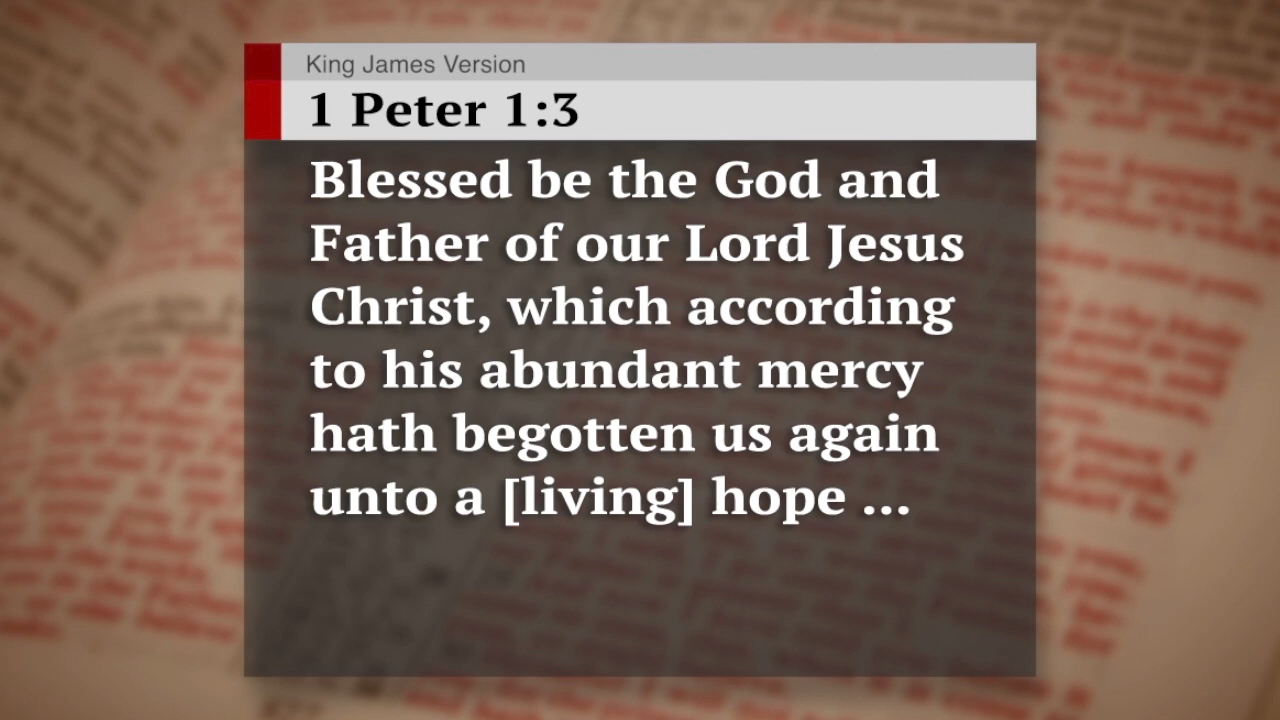 King James Version
1 Peter 1:3
Blessed be the God and
Father of our Lord Jesus
Christ, which according
to his abundant mercy
hath begotten us again
unto a [living] hope ...